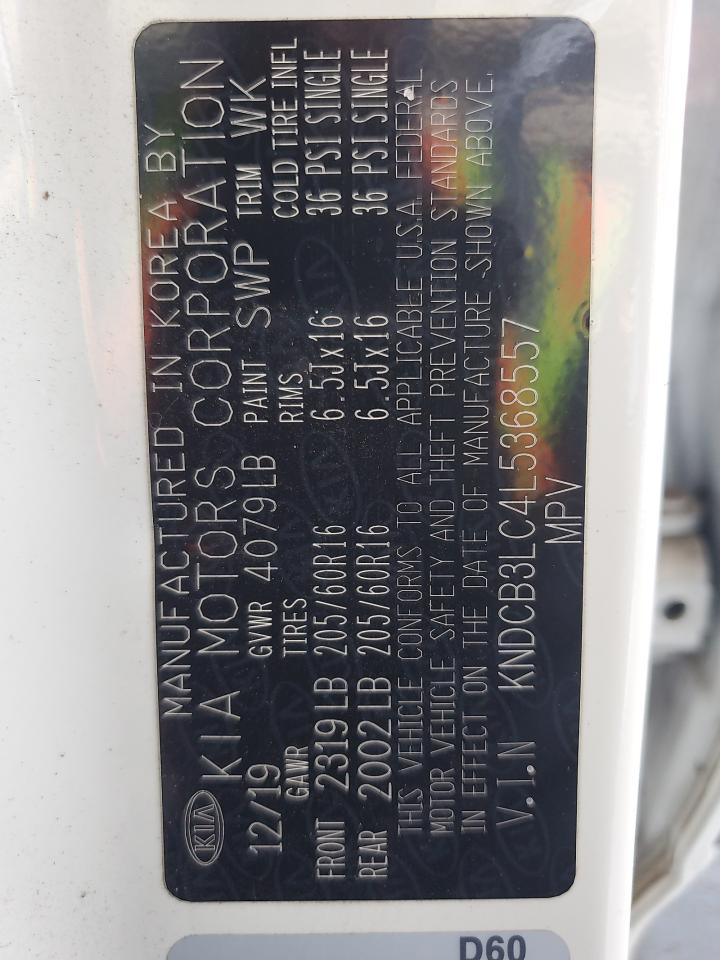 MANUFACTURED IN KOREA BY
KIA KIA MOTORS CORPORATION
12/19 GVWR 4079LB PAINT SWP TRIM WK
GAWR TIRES RIMS COLD TIRE INFL
FRONT 2319LB 205/60R16 6.5Jx16 36 PSI SINGLE
REAR 2002LB 205/60R16 6.5Jx16 36 PSI SINGLE
THIS VEHICLE CONFORMS TO ALL APPLICABLE U.S.A. FEDERAL
MOTOR VEHICLE SAFETY AND THEFT PREVENTION STANDARDS
IN EFFECT ON THE DATE OF MANUFACTURE SHOWN ABOVE.
V.I.N KNDCB3LC4L5368557
MPV
D60